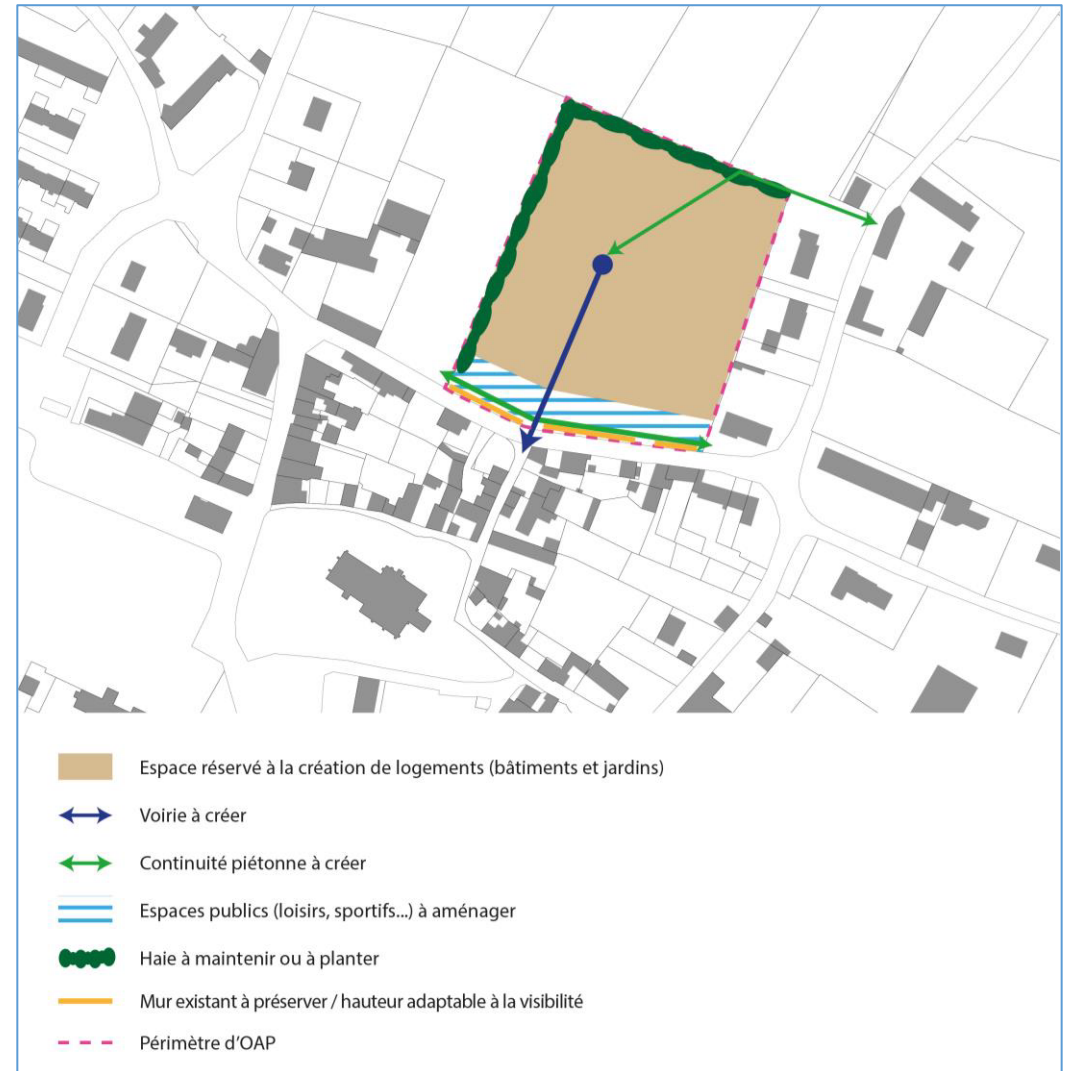 Espace réservé à la création de logements (bâtiments et jardins)
Voirie à créer
Continuité piétonne à créer
Espaces publics (loisirs, sportifs...) à aménager
Haie à maintenir ou à planter
Mur existant à préserver / hauteur adaptable à la visibilité
Périmètre d'OAP